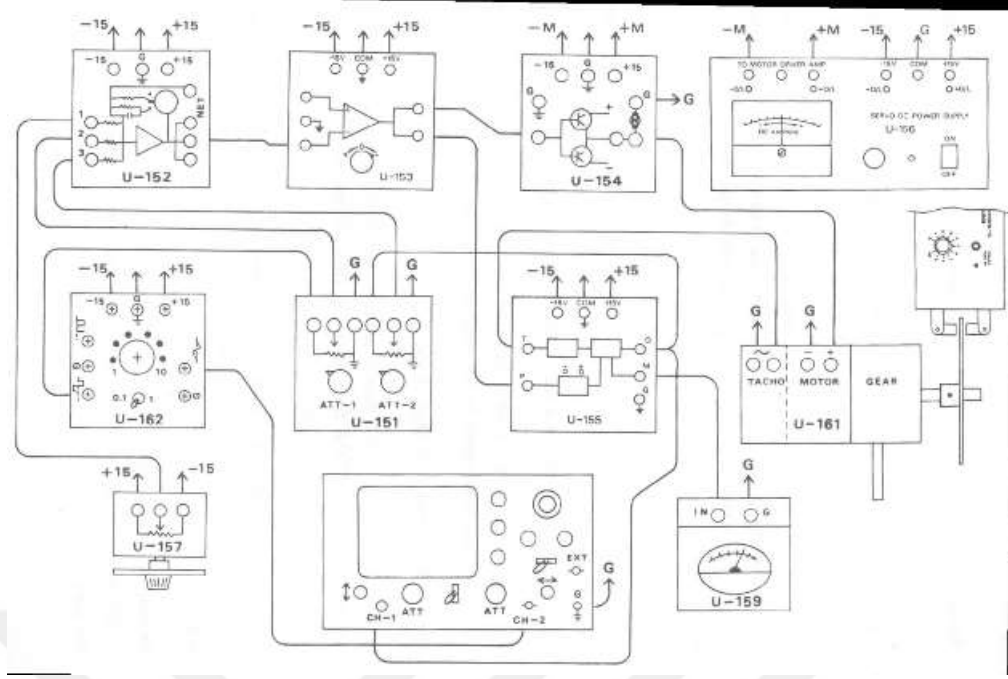 -15 +15
-15 G +15
1
2
3
NET
U-152
-15 +15
-15V COM +15V
U-153
-M +M
-15 G +15
G G
G
U-154
-M +M -15 G +15
TO MOTOR DRIVER AMP -15V COM +15V
DC AMPERES
0
SERVO DC POWER SUPPLY
U-156
ON
OFF
-15 +15
-15 G +15
1 10
0.1 1
U-162
G G
ATT-1 ATT-2
U-151
-15 +15
-15V COM +15V
T O
P M
G
U-155
G G
~ - +
TACHO MOTOR GEAR
U-161
+15 -15
U-157
EXT
G
G
ATT ATT
CH-1 CH-2
G
IN G
U-159